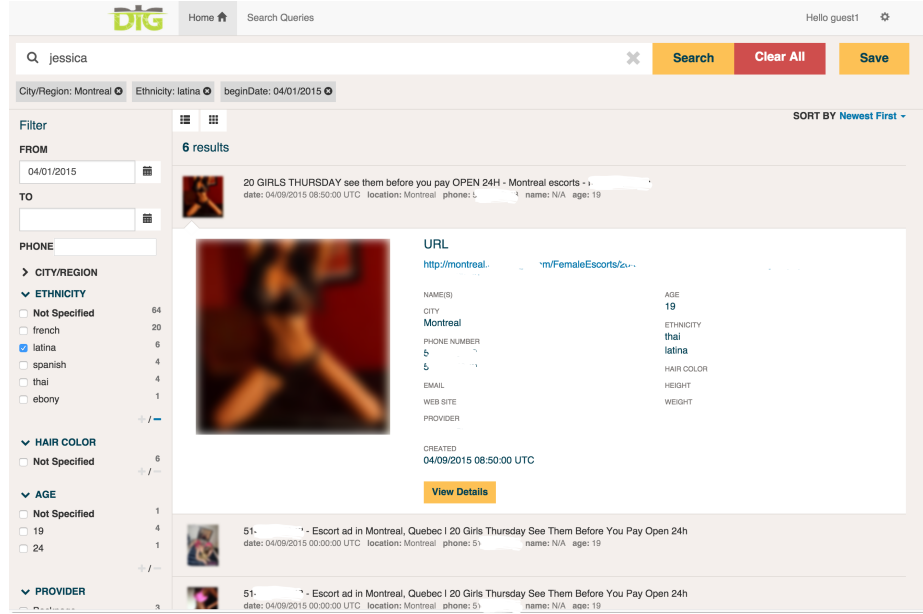 DIG Home Search Queries Hello guest1
jessica Search Clear All Save
City/Region: Montreal Ethnicity: latina beginDate: 04/01/2015
Filter
FROM
04/01/2015
TO
PHONE
CITY/REGION
ETHNICITY
Not Specified 64
french 20
latina 6
spanish 4
thai 4
ebony 1
+ / −
HAIR COLOR
Not Specified 6
+ / −
AGE
Not Specified 1
19 4
24 1
+ / −
PROVIDER
3
SORT BY Newest First
6 results
20 GIRLS THURSDAY see them before you pay OPEN 24H - Montreal escorts -
date: 04/09/2015 08:50:00 UTC location: Montreal phone: name: N/A age: 19
URL
http://montreal. m/FemaleEscorts/20
NAME(S)
CITY
Montreal
PHONE NUMBER
5
5
EMAIL
WEB SITE
PROVIDER
CREATED
04/09/2015 08:50:00 UTC
View Details
AGE
19
ETHNICITY
thai
latina
HAIR COLOR
HEIGHT
WEIGHT
51- - Escort ad in Montreal, Quebec | 20 Girls Thursday See Them Before You Pay Open 24h
date: 04/09/2015 00:00:00 UTC location: Montreal phone: 51 name: N/A age: 19
51- - Escort ad in Montreal, Quebec | 20 Girls Thursday See Them Before You Pay Open 24h
date: 04/09/2015 00:00:00 UTC location: Montreal phone: 51 name: N/A age: 19